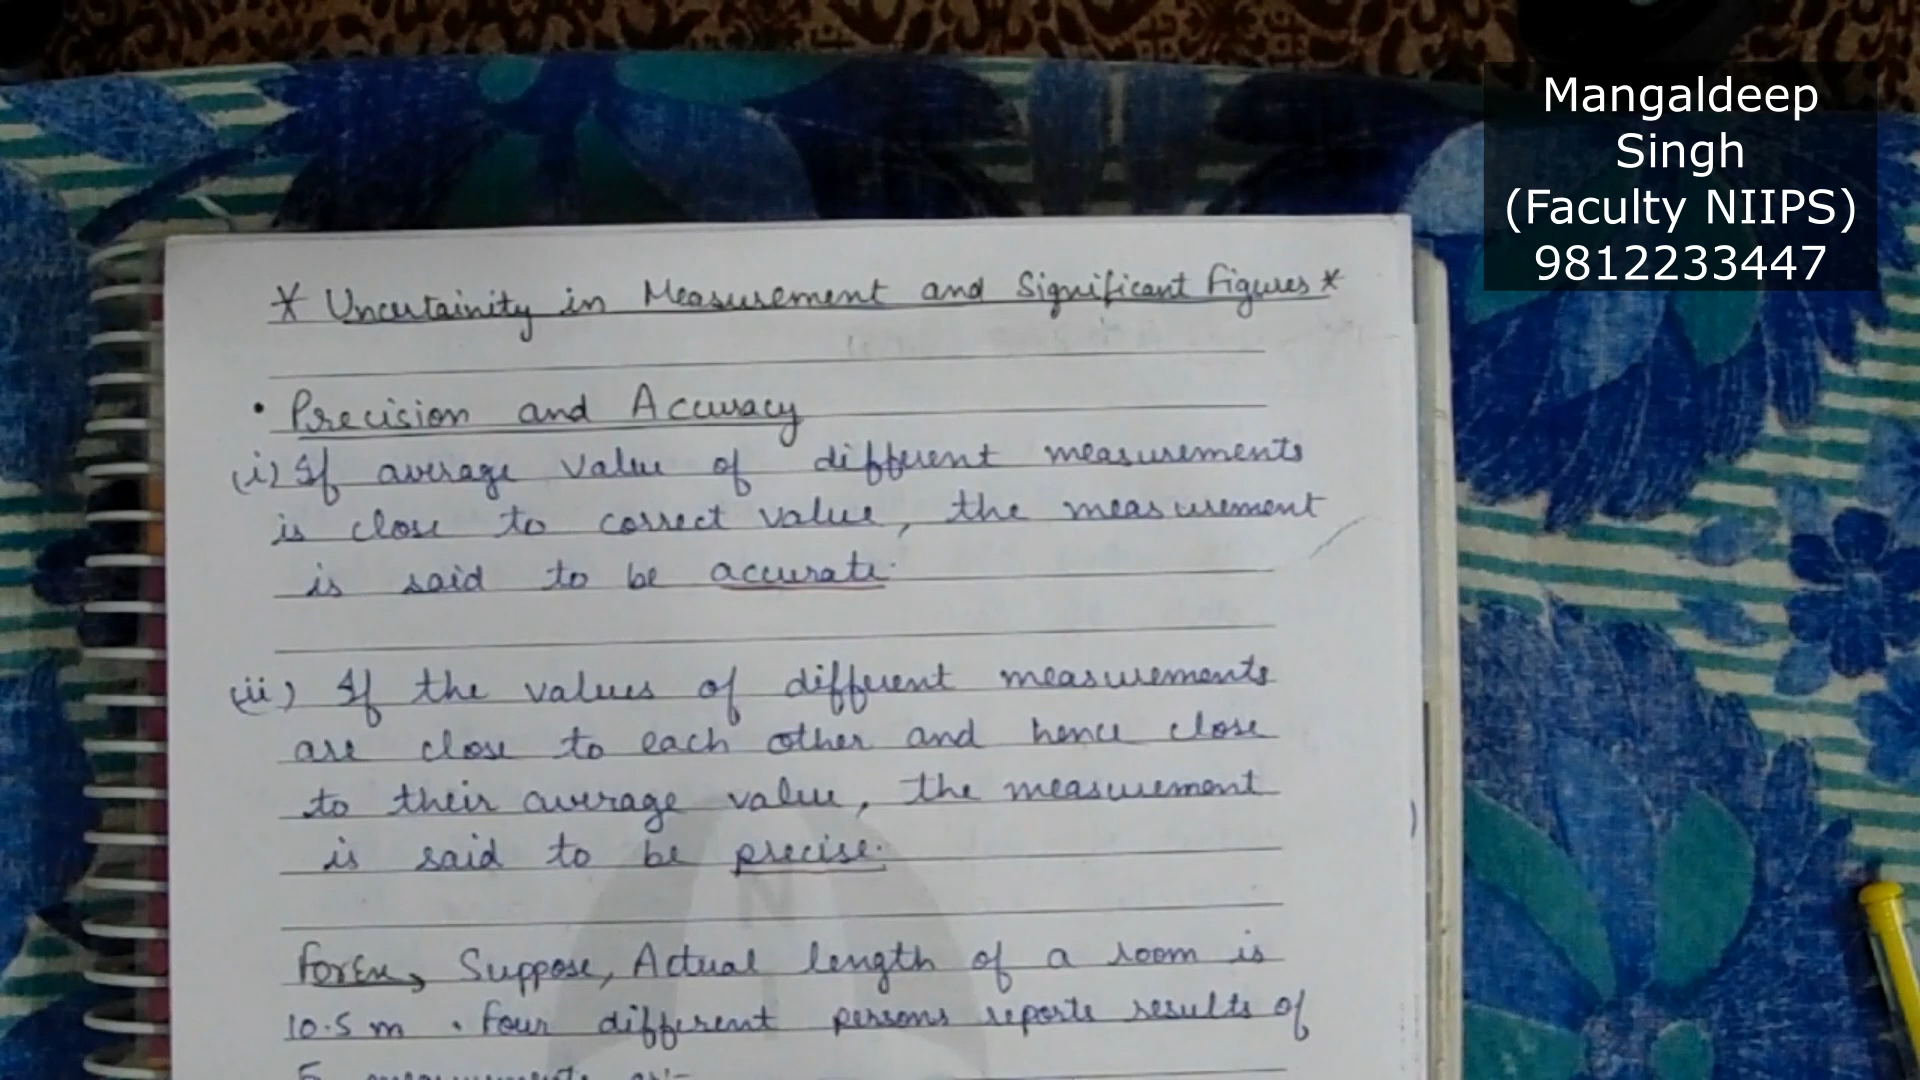 Mangaldeep
Singh
(Faculty NIIPS)
9812233447
* Uncertainity in Measurement and Significant Figures *
• Precision and Accuracy
(i) If average value of different measurements
is close to correct value, the measurement
is said to be accurate.
(ii) If the values of different measurements
are close to each other and hence close
to their average value, the measurement
is said to be precise.
N
For Ex, Suppose, Actual length of a room is
10.5 m . Four different persons reports results of
5 measurements as:-